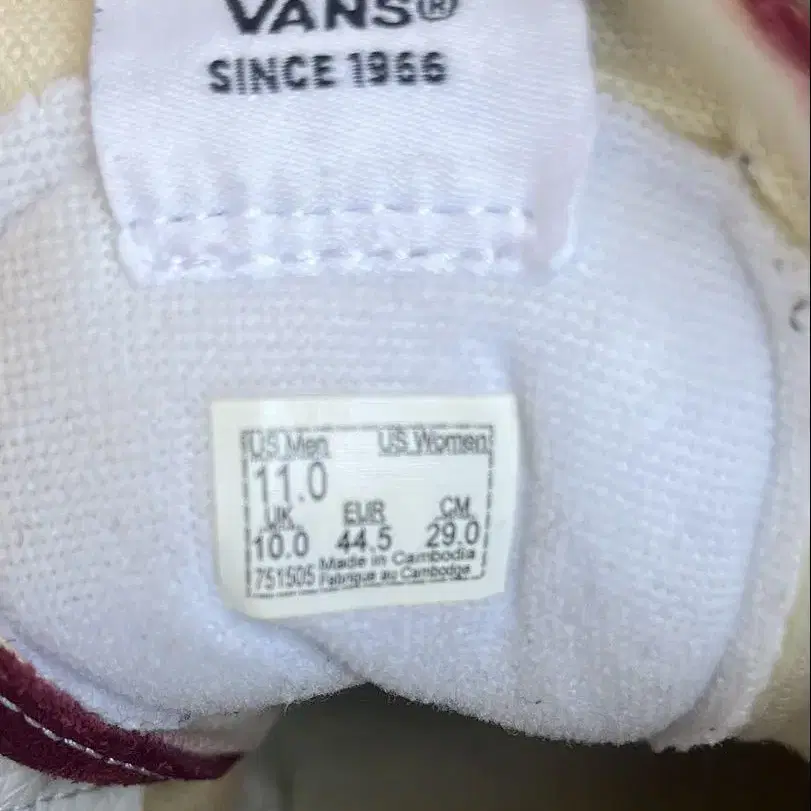 VANS®
SINCE 1966
US Men US Women
11.0
UK EUR CM
10.0 44.5 29.0
Made in Cambodia
751505 Fabrique au Cambodge